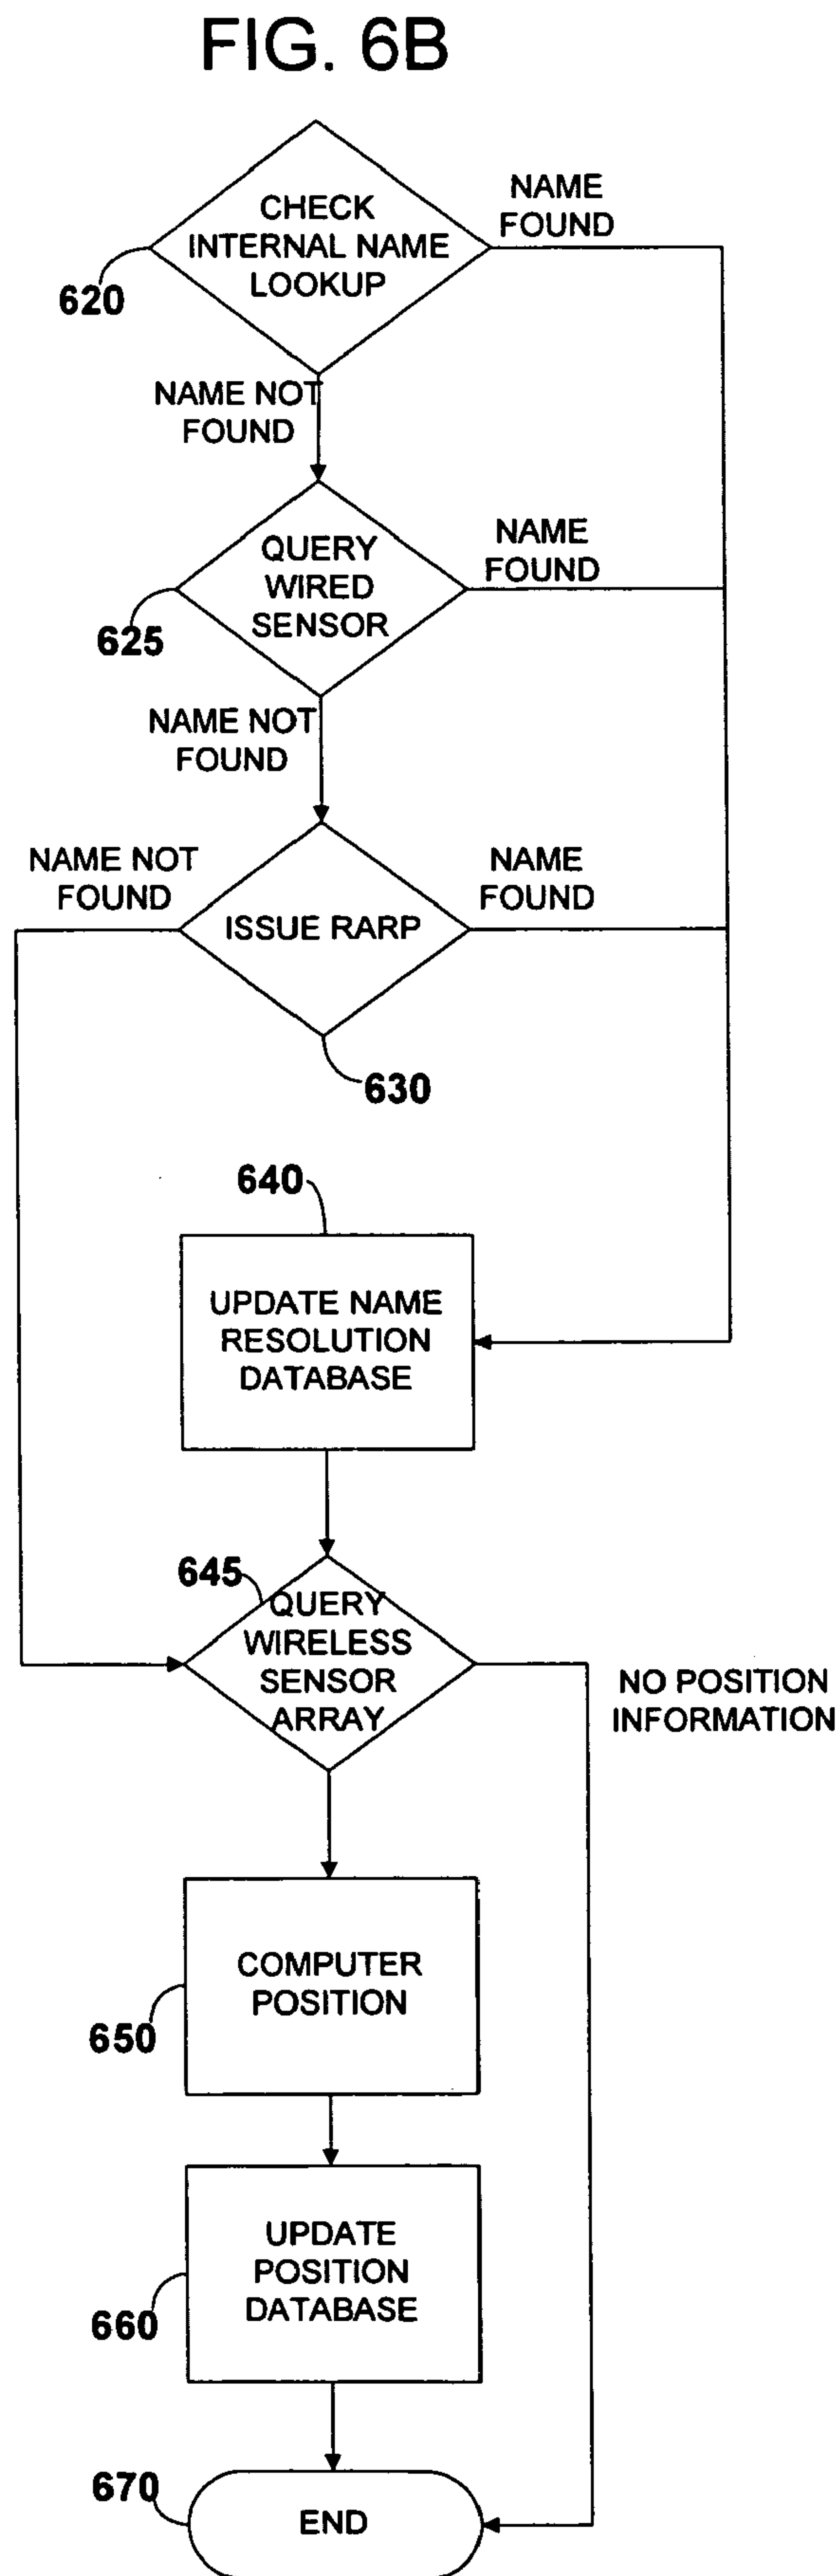 FIG. 6B
CHECK
INTERNAL NAME
LOOKUP
NAME
FOUND
620
NAME NOT
FOUND
QUERY
WIRED
SENSOR
NAME
FOUND
625
NAME NOT
FOUND
NAME NOT
FOUND
ISSUE RARP
NAME
FOUND
630
640
UPDATE NAME
RESOLUTION
DATABASE
645
QUERY
WIRELESS
SENSOR
ARRAY
NO POSITION
INFORMATION
COMPUTER
POSITION
650
UPDATE
POSITION
DATABASE
660
670
END